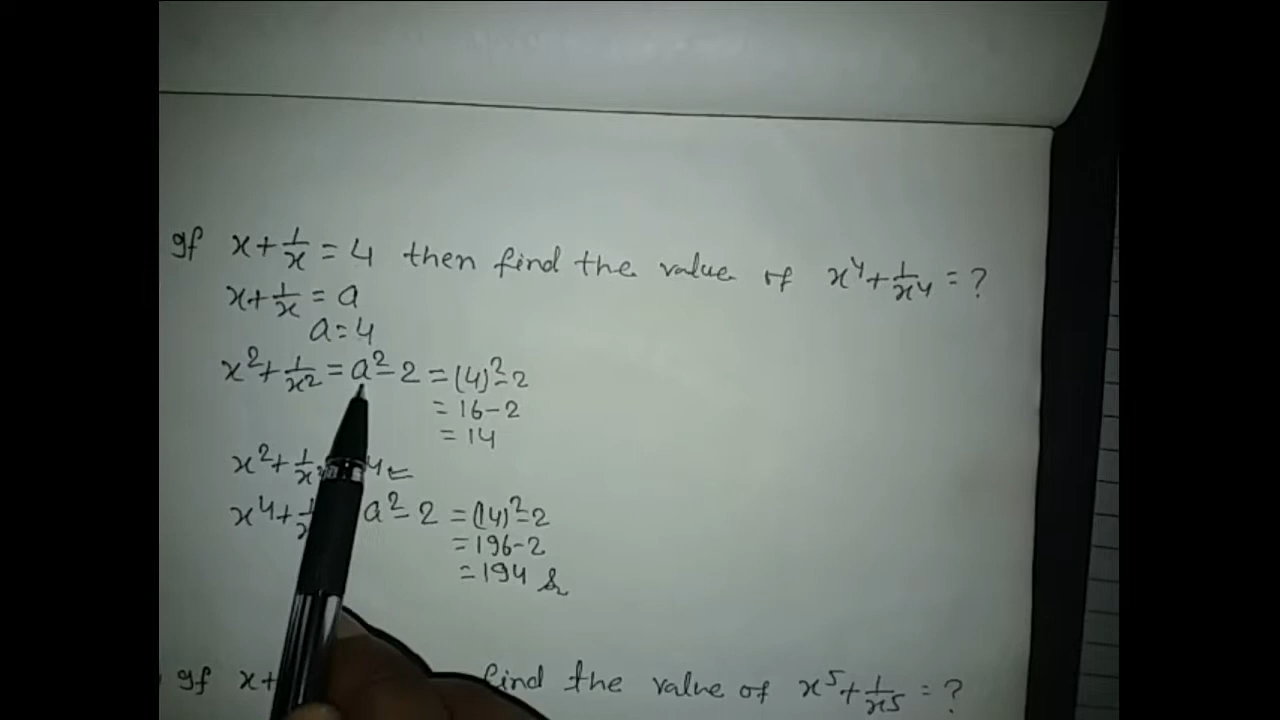 If x+1/x = 4 then find the value of x⁴+1/x⁴ = ?
x+1/x = a
a=4
x²+1/x² = a²-2 = (4)²-2
= 16-2
= 14
x²+1/x
x⁴+ a²-2 = (14)²-2
= 196-2
= 194
If x+ find the value of x⁵+1/x⁵ = ?